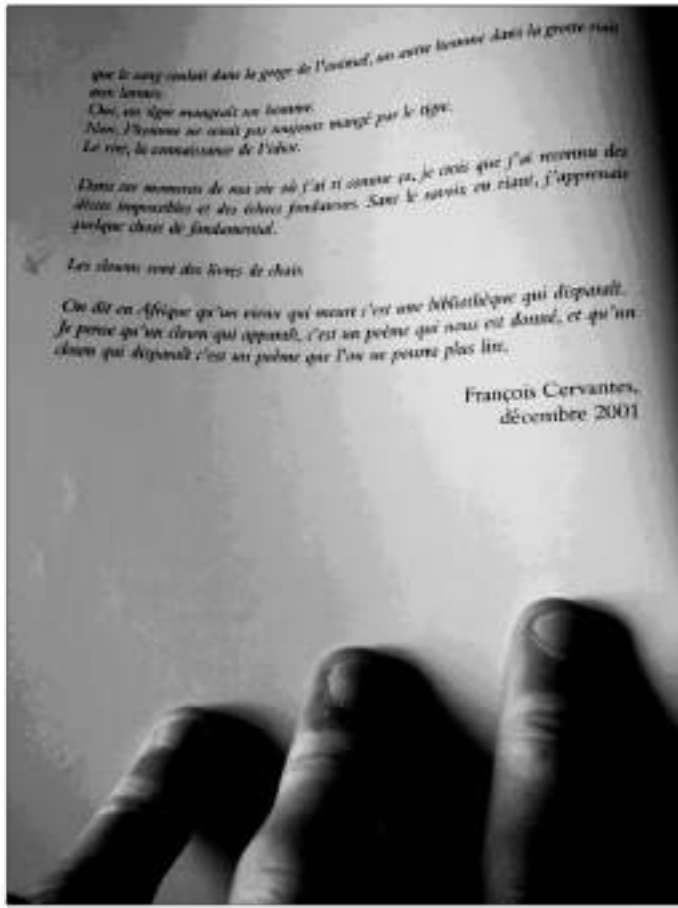 que le sang coulait dans la gorge de l'animal, un autre homme dans la grotte riait
aux larmes.
Oui, un tigre mangeait un homme.
Non, l'homme ne serait pas toujours mangé par le tigre.
Le rire, la connaissance de l'effroi.
Dans ces moments de ma vie où j'ai ri comme ça, je crois que j'ai reconnu des
désirs impossibles et des échecs fondateurs. Sans le savoir, en riant, j'apprenais
quelque chose de fondamental.
Les clowns sont des livres de chair.
On dit en Afrique qu'un vieux qui meurt c'est une bibliothèque qui disparaît.
Je pense qu'un clown qui apparaît, c'est un poème qui nous est donné, et qu'un
clown qui disparaît c'est un poème que l'on ne pourra plus lire.
François Cervantes,
décembre 2001